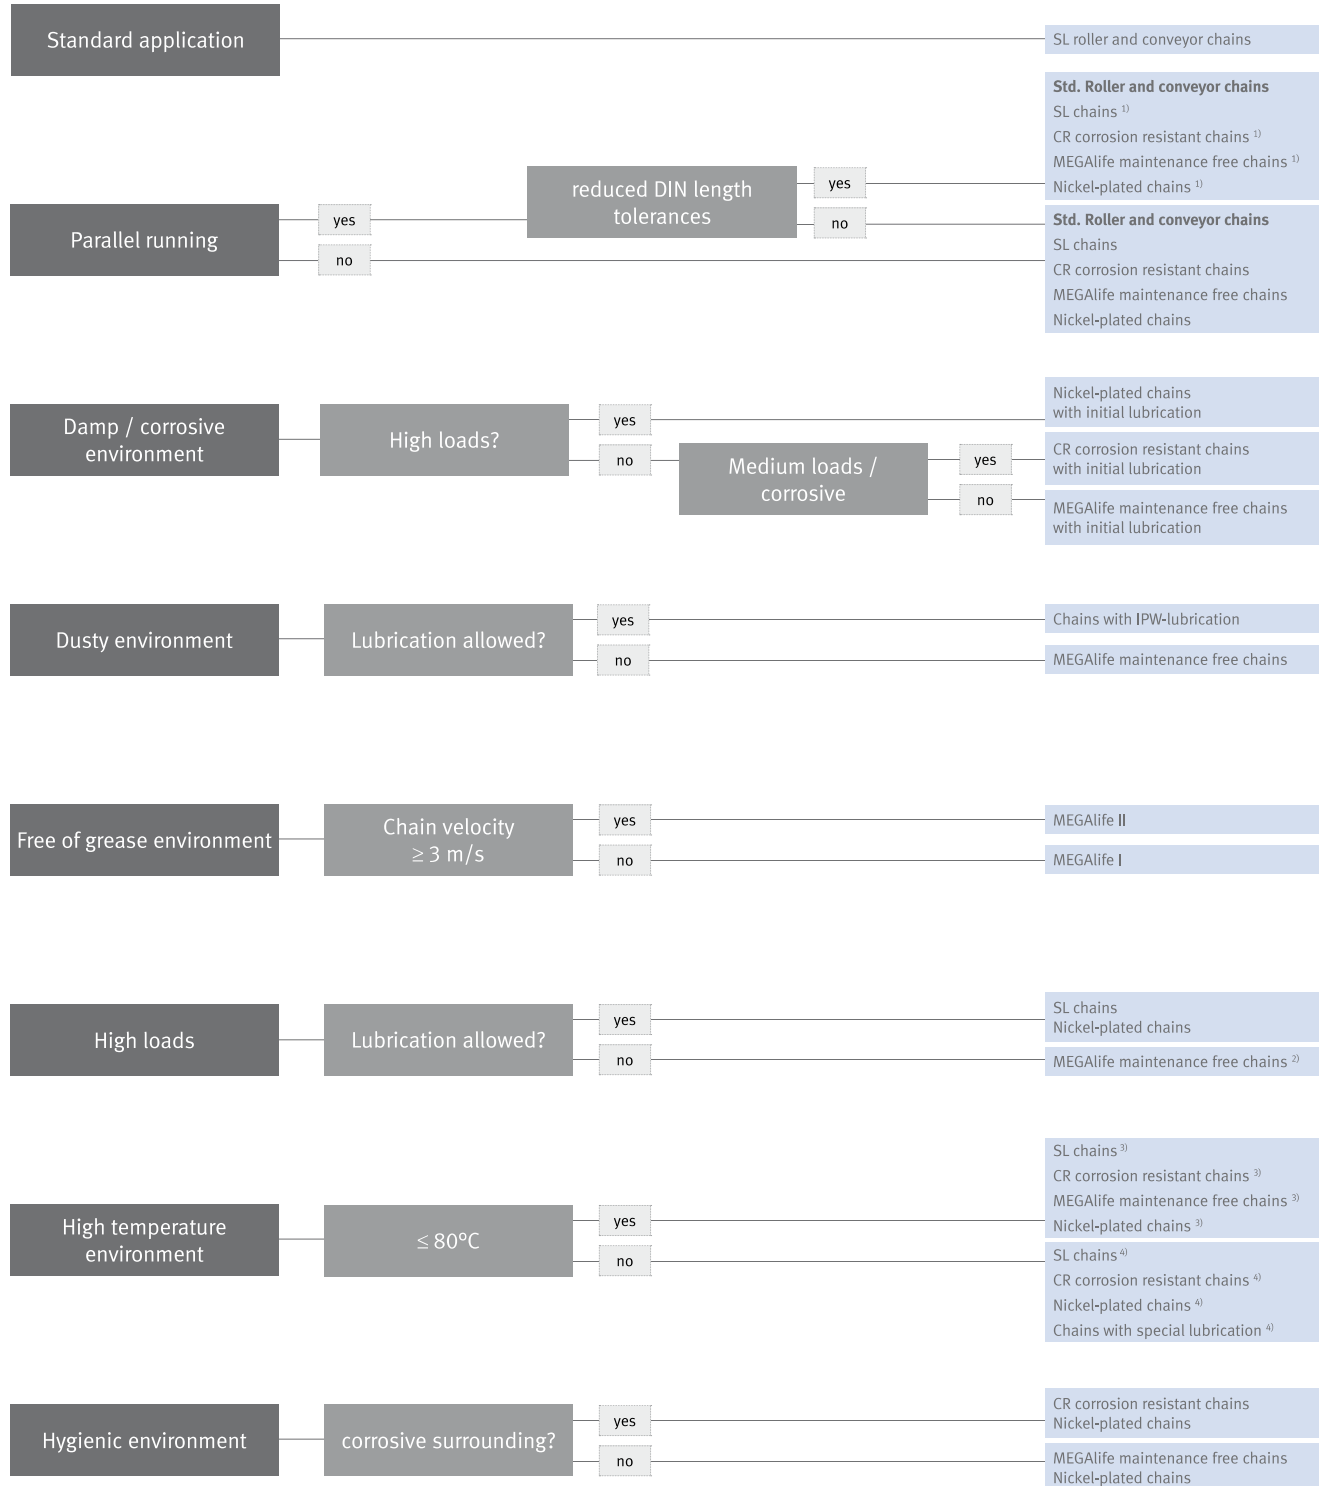 Standard application
SL roller and conveyor chains
Std. Roller and conveyor chains
SL chains 1)
CR corrosion resistant chains 1)
MEGAlife maintenance free chains 1)
Nickel-plated chains 1)
Parallel running
yes
no
reduced DIN length
tolerances
yes
no
Std. Roller and conveyor chains
SL chains
CR corrosion resistant chains
MEGAlife maintenance free chains
Nickel-plated chains
Damp / corrosive
environment
High loads?
yes
no
Medium loads /
corrosive
yes
no
Nickel-plated chains
with initial lubrication
CR corrosion resistant chains
with initial lubrication
MEGAlife maintenance free chains
with initial lubrication
Dusty environment
Lubrication allowed?
yes
no
Chains with IPW-lubrication
MEGAlife maintenance free chains
Free of grease environment
Chain velocity
≥ 3 m/s
yes
no
MEGAlife II
MEGAlife I
High loads
Lubrication allowed?
yes
no
SL chains
Nickel-plated chains
MEGAlife maintenance free chains 2)
High temperature
environment
≤ 80°C
yes
no
SL chains 3)
CR corrosion resistant chains 3)
MEGAlife maintenance free chains 3)
Nickel-plated chains 3)
SL chains 4)
CR corrosion resistant chains 4)
Nickel-plated chains 4)
Chains with special lubrication 4)
Hygienic environment
corrosive surrounding?
yes
no
CR corrosion resistant chains
Nickel-plated chains
MEGAlife maintenance free chains
Nickel-plated chains